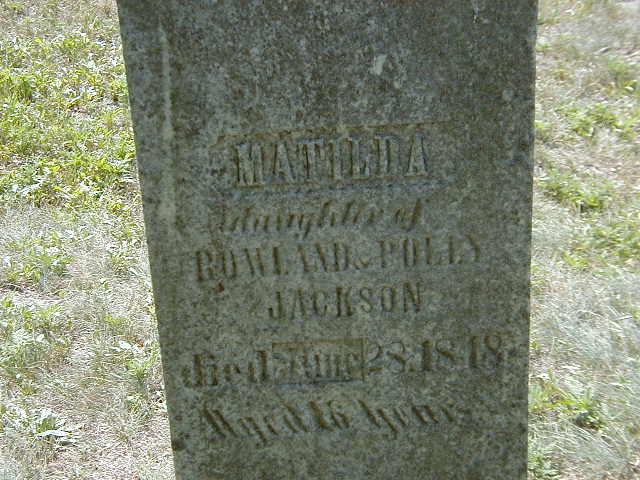 MATILDA
daughter of
ROWLAND & POLLY
JACKSON
died June 28, 1848
Aged 16 Years